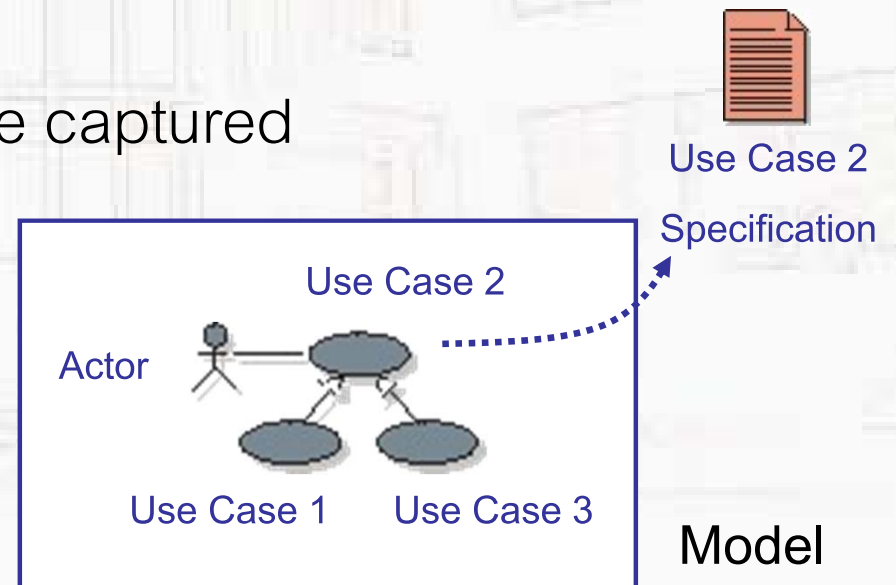 e captured
Use Case 2
Specification
Use Case 2
Actor
Use Case 1
Use Case 3
Model